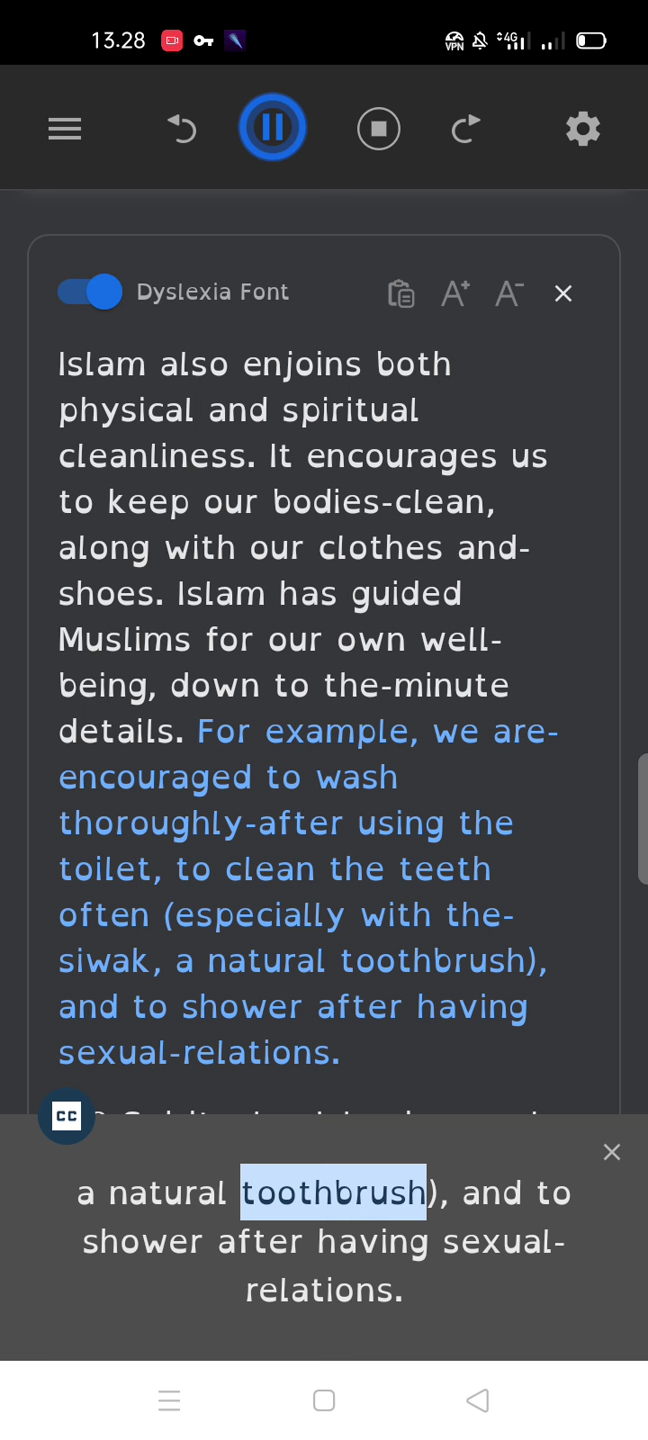 13.28
VPN
4G
Dyslexia Font
A+
A-
Islam also enjoins both
physical and spiritual
cleanliness. It encourages us
to keep our bodies-clean,
along with our clothes and-
shoes. Islam has guided
Muslims for our own well-
being, down to the-minute
details. For example, we are-
encouraged to wash
thoroughly-after using the
toilet, to clean the teeth
often (especially with the-
siwak, a natural toothbrush),
and to shower after having
sexual-relations.
CC
a natural toothbrush), and to
shower after having sexual-
relations.